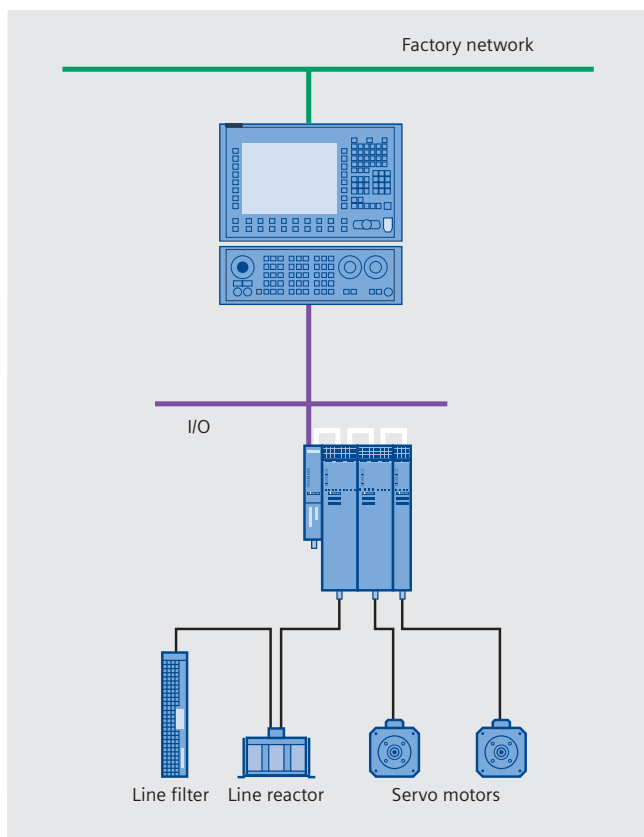 Factory network
I/O
Line filter
Line reactor
Servo motors